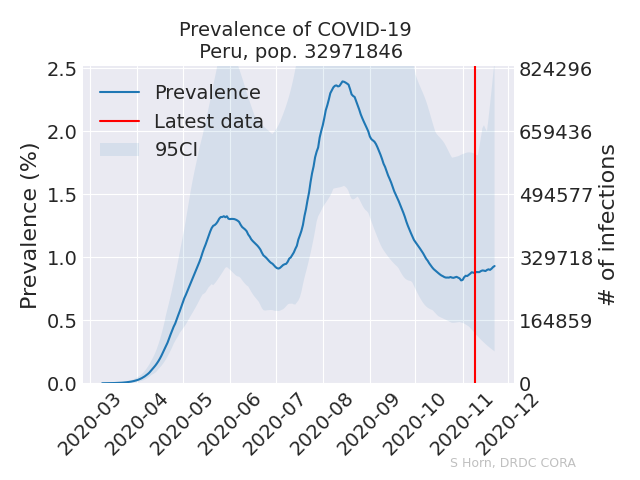 Prevalence of COVID-19
Peru, pop. 32971846
2.5
2.0
1.5
1.0
0.5
0.0
Prevalence (%)
Prevalence
Latest data
95CI
824296
659436
494577
329718
164859
0
# of infections
2020-03
2020-04
2020-05
2020-06
2020-07
2020-08
2020-09
2020-10
2020-11
2020-12
S Horn, DRDC CORA